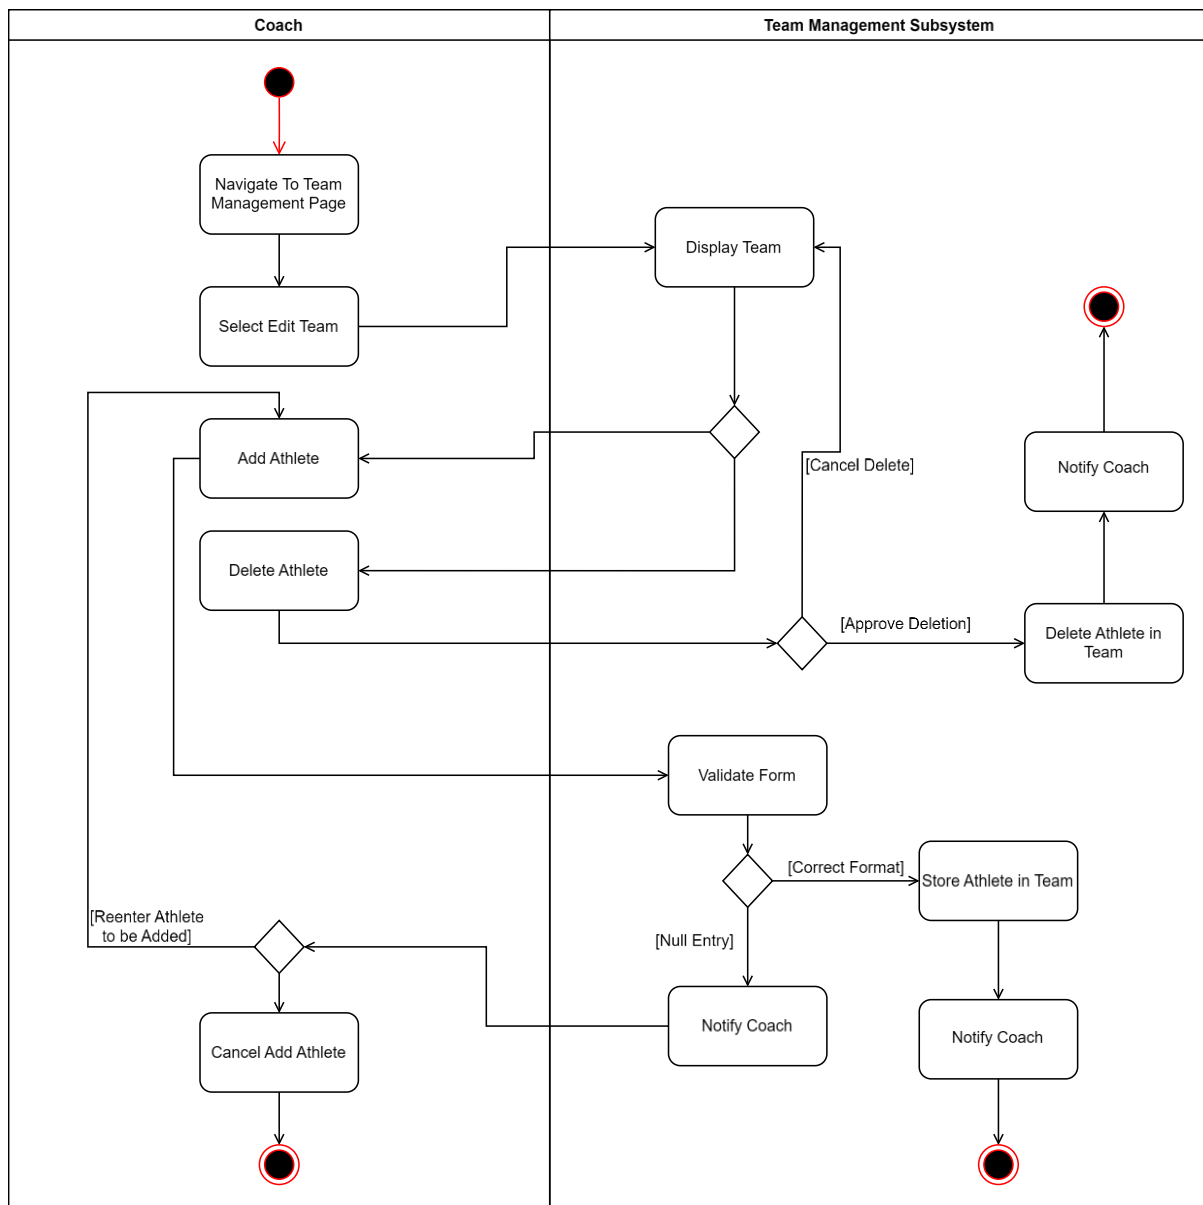 Coach
Team Management Subsystem
Navigate To Team
Management Page
Display Team
Select Edit Team
Add Athlete
[Cancel Delete]
Notify Coach
Delete Athlete
[Approve Deletion]
Delete Athlete in
Team
Validate Form
[Correct Format]
Store Athlete in Team
[Reenter Athlete
to be Added]
[Null Entry]
Notify Coach
Notify Coach
Cancel Add Athlete